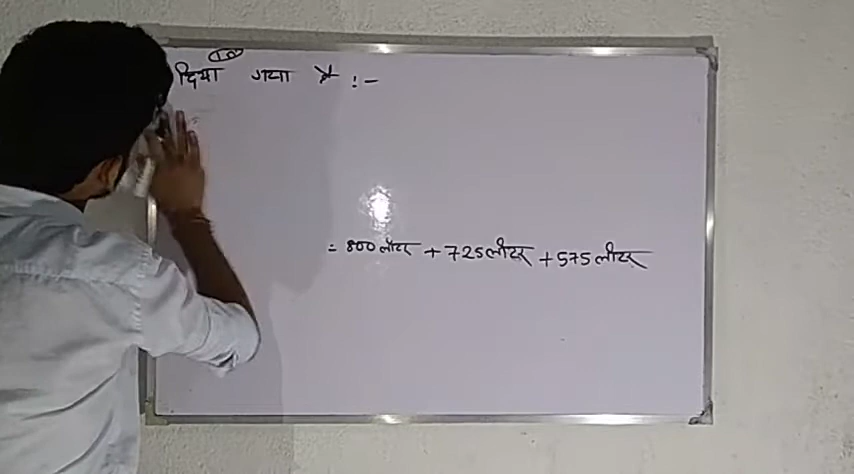 दिया गया है :-
= 800 लीटर + 725 लीटर + 575 लीटर